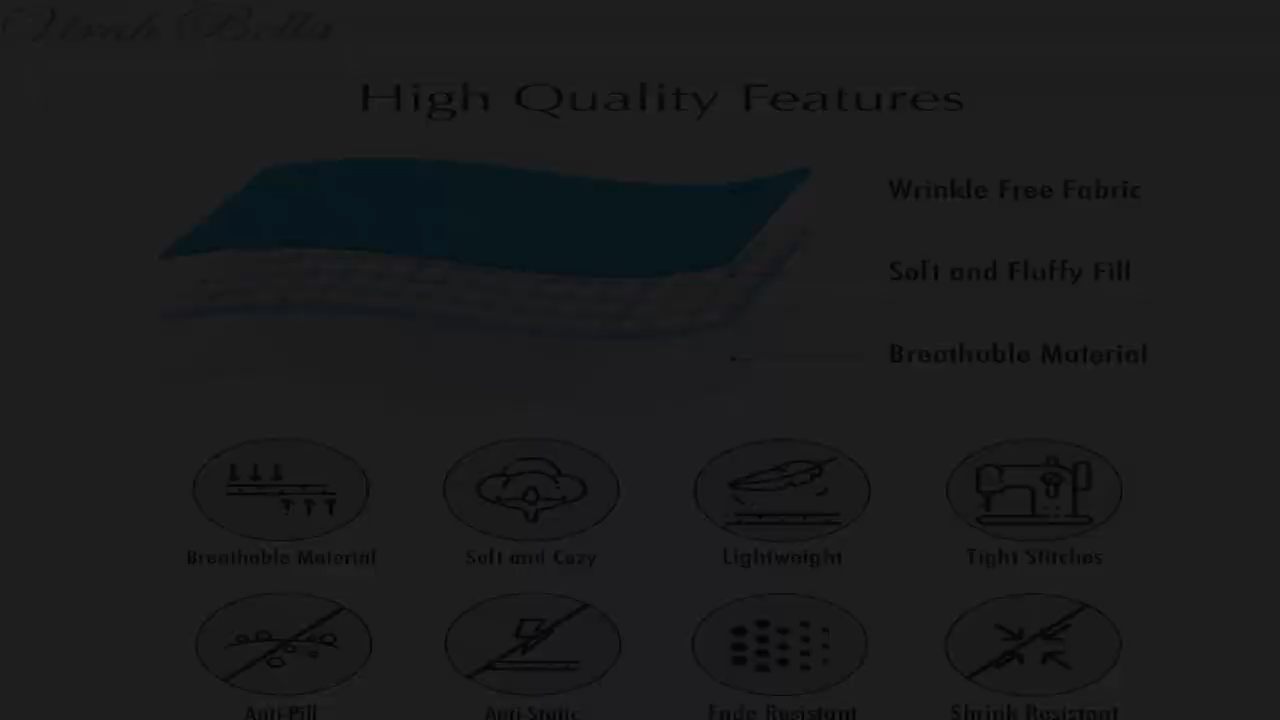 High Quality Features
Wrinkle Free Fabric
Soft and Fluffy Fill
Breathable Material
Breathable Material
Soft and Cozy
Lightweight
Tight Stitches
Anti Pill
Anti Static
Fade Resistant
Shrink Resistant